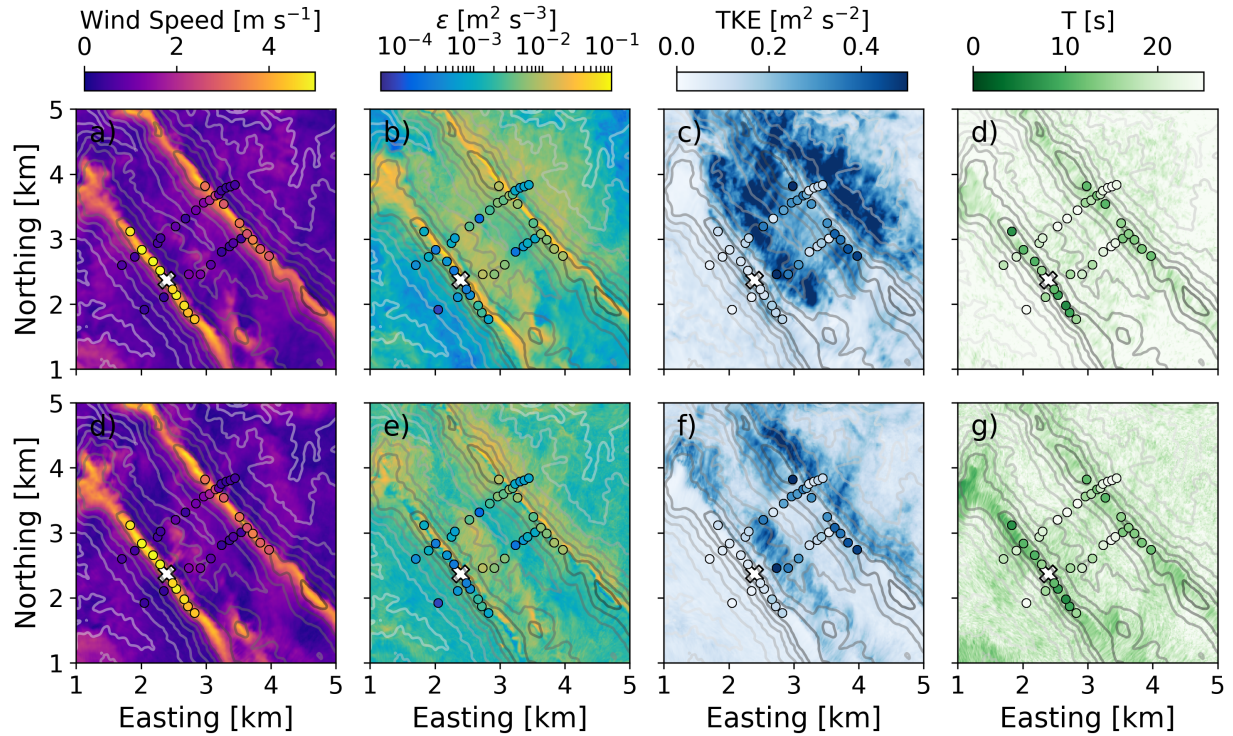 Wind Speed [m s⁻¹] ε [m² s⁻³] TKE [m² s⁻²] T [s]
0 2 4 10⁻⁴ 10⁻³ 10⁻² 10⁻¹ 0.0 0.2 0.4 0 10 20
5 a) b) c) d)
4
3
2
1
Northing [km]
5 d) e) f) g)
4
3
2
1
Northing [km]
1 2 3 4 5 1 2 3 4 5 1 2 3 4 5 1 2 3 4 5
Easting [km] Easting [km] Easting [km] Easting [km]